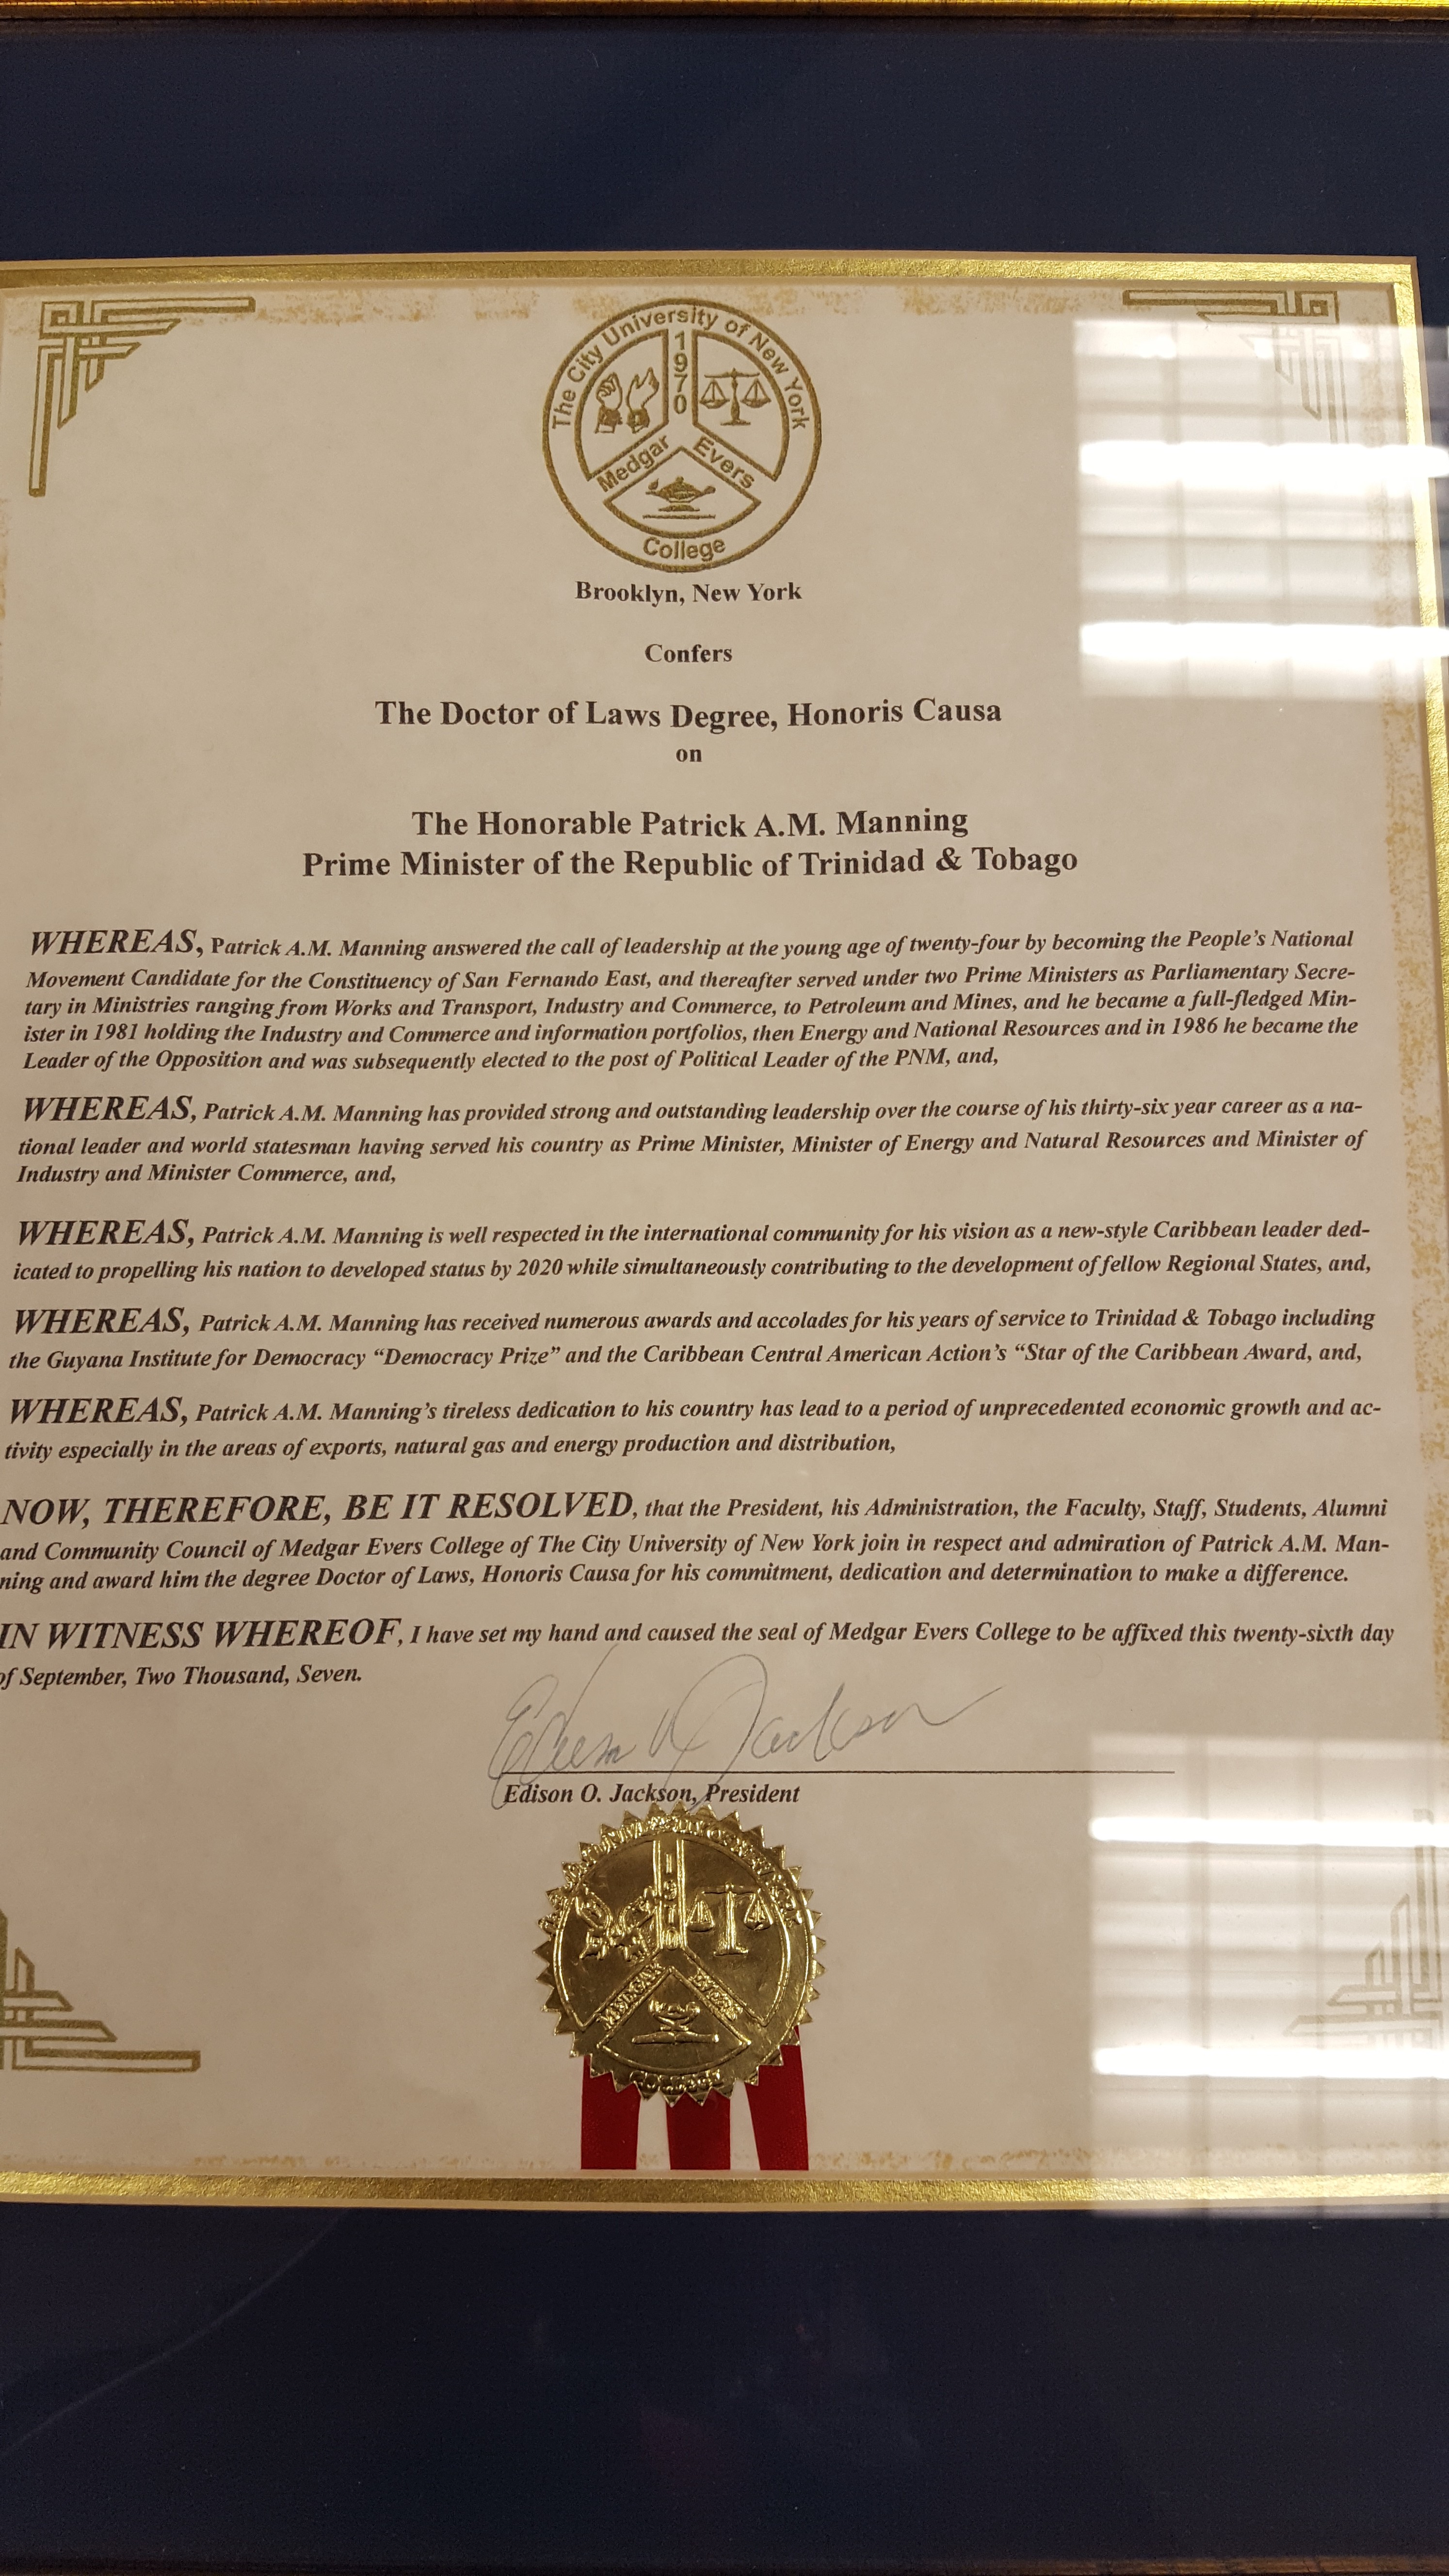 The City University of New York
1970
Medgar Evers
College
Brooklyn, New York
Confers
The Doctor of Laws Degree, Honoris Causa
on
The Honorable Patrick A.M. Manning
Prime Minister of the Republic of Trinidad & Tobago
WHEREAS, Patrick A.M. Manning answered the call of leadership at the young age of twenty-four by becoming the People's National
Movement Candidate for the Constituency of San Fernando East, and thereafter served under two Prime Ministers as Parliamentary Secre-
tary in Ministries ranging from Works and Transport, Industry and Commerce, to Petroleum and Mines, and he became a full-fledged Min-
ister in 1981 holding the Industry and Commerce and information portfolios, then Energy and National Resources and in 1986 he became the
Leader of the Opposition and was subsequently elected to the post of Political Leader of the PNM, and,
WHEREAS, Patrick A.M. Manning has provided strong and outstanding leadership over the course of his thirty-six year career as a na-
tional leader and world statesman having served his country as Prime Minister, Minister of Energy and Natural Resources and Minister of
Industry and Minister Commerce, and,
WHEREAS, Patrick A.M. Manning is well respected in the international community for his vision as a new-style Caribbean leader ded-
icated to propelling his nation to developed status by 2020 while simultaneously contributing to the development of fellow Regional States, and,
WHEREAS, Patrick A.M. Manning has received numerous awards and accolades for his years of service to Trinidad & Tobago including
the Guyana Institute for Democracy "Democracy Prize" and the Caribbean Central American Action's "Star of the Caribbean Award, and,
WHEREAS, Patrick A.M. Manning's tireless dedication to his country has lead to a period of unprecedented economic growth and ac-
tivity especially in the areas of exports, natural gas and energy production and distribution,
NOW, THEREFORE, BE IT RESOLVED, that the President, his Administration, the Faculty, Staff, Students, Alumni
and Community Council of Medgar Evers College of The City University of New York join in respect and admiration of Patrick A.M. Man-
ning and award him the degree Doctor of Laws, Honoris Causa for his commitment, dedication and determination to make a difference.
IN WITNESS WHEREOF, I have set my hand and caused the seal of Medgar Evers College to be affixed this twenty-sixth day
of September, Two Thousand, Seven.
Edison O. Jackson
Edison O. Jackson, President
MEDGAR EVERS
COLLEGE